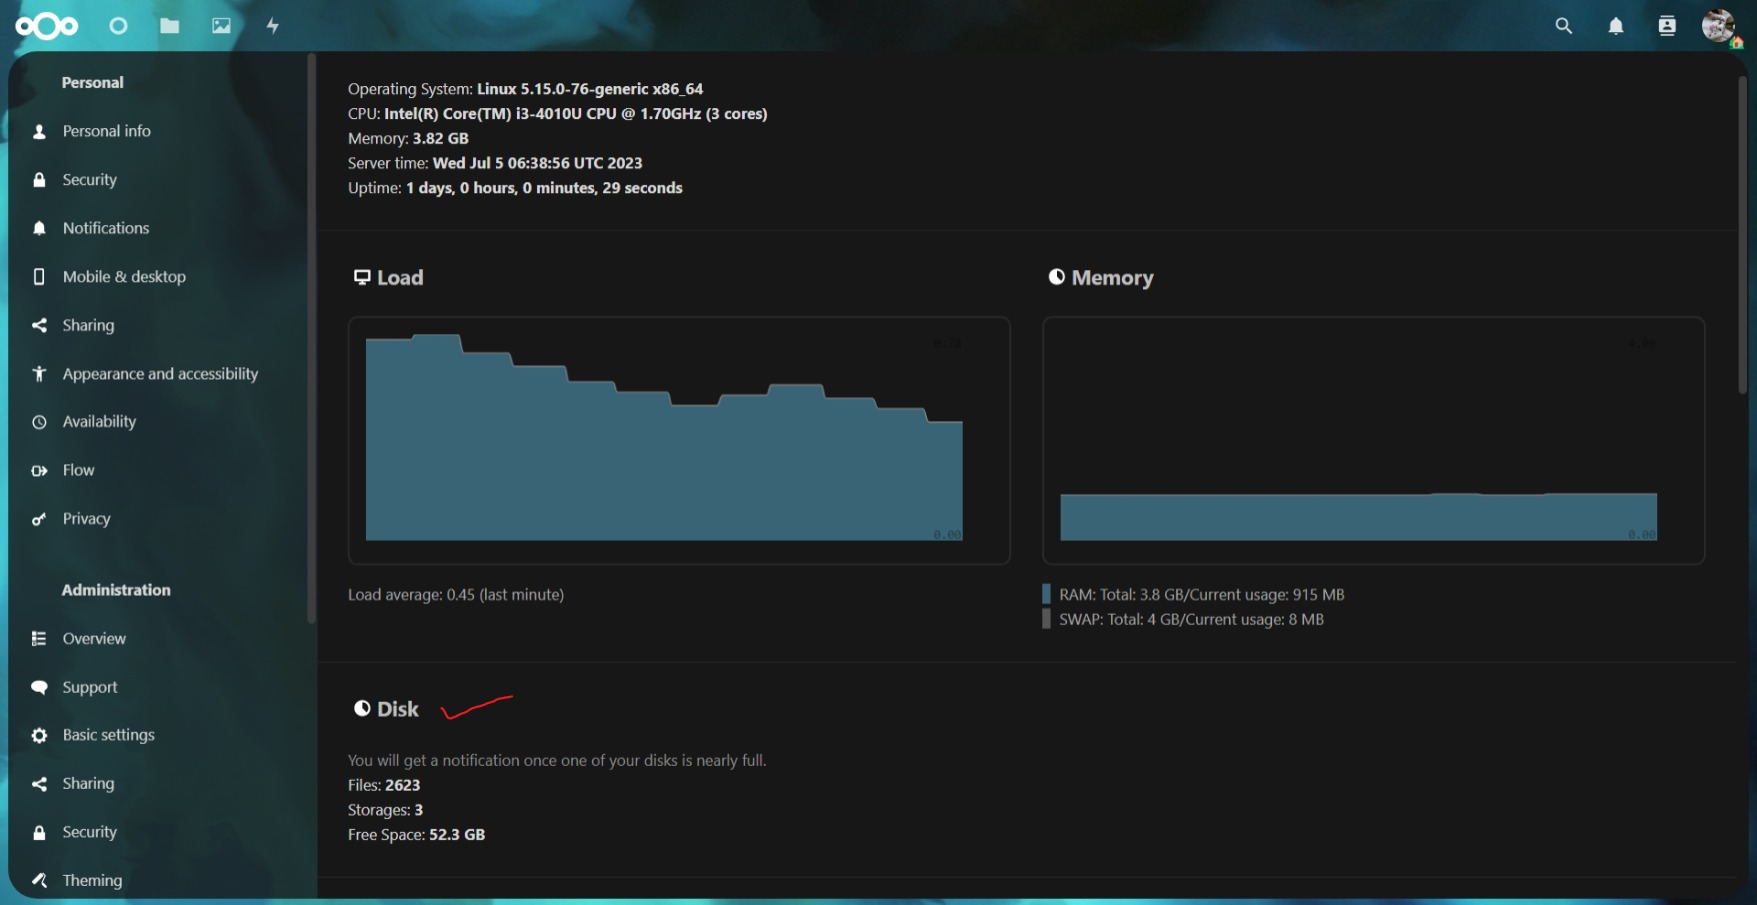 Personal
Personal info
Security
Notifications
Mobile & desktop
Sharing
Appearance and accessibility
Availability
Flow
Privacy
Administration
Overview
Support
Basic settings
Sharing
Security
Theming
Operating System: Linux 5.15.0-76-generic x86_64
CPU: Intel(R) Core(TM) i3-4010U CPU @ 1.70GHz (3 cores)
Memory: 3.82 GB
Server time: Wed Jul 5 06:38:56 UTC 2023
Uptime: 1 days, 0 hours, 0 minutes, 29 seconds
Load
0.00
Load average: 0.45 (last minute)
Memory
4.00
0.00
RAM: Total: 3.8 GB/Current usage: 915 MB
SWAP: Total: 4 GB/Current usage: 8 MB
Disk
You will get a notification once one of your disks is nearly full.
Files: 2623
Storages: 3
Free Space: 52.3 GB